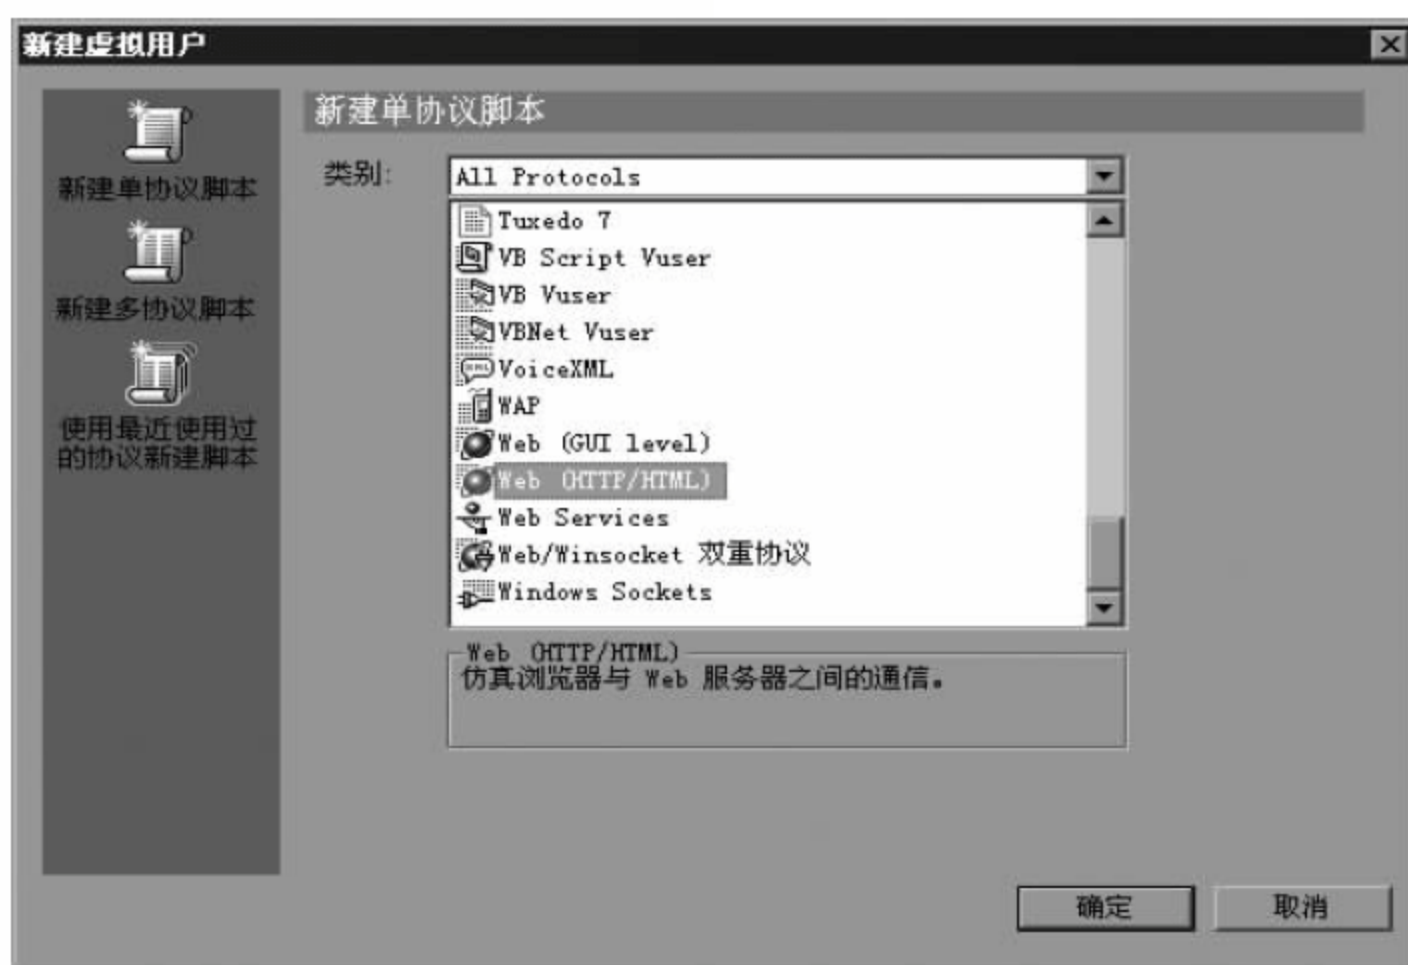 新建虚拟用户
新建单协议脚本
新建多协议脚本
使用最近使用过
的协议新建脚本
新建单协议脚本
类别:
All Protocols
Tuxedo 7
VB Script Vuser
VB Vuser
VBNet Vuser
VoiceXML
WAP
Web (GUI level)
Web (HTTP/HTML)
Web Services
Web/Winsocket 双重协议
Windows Sockets
Web (HTTP/HTML)
仿真浏览器与 Web 服务器之间的通信。
确定
取消